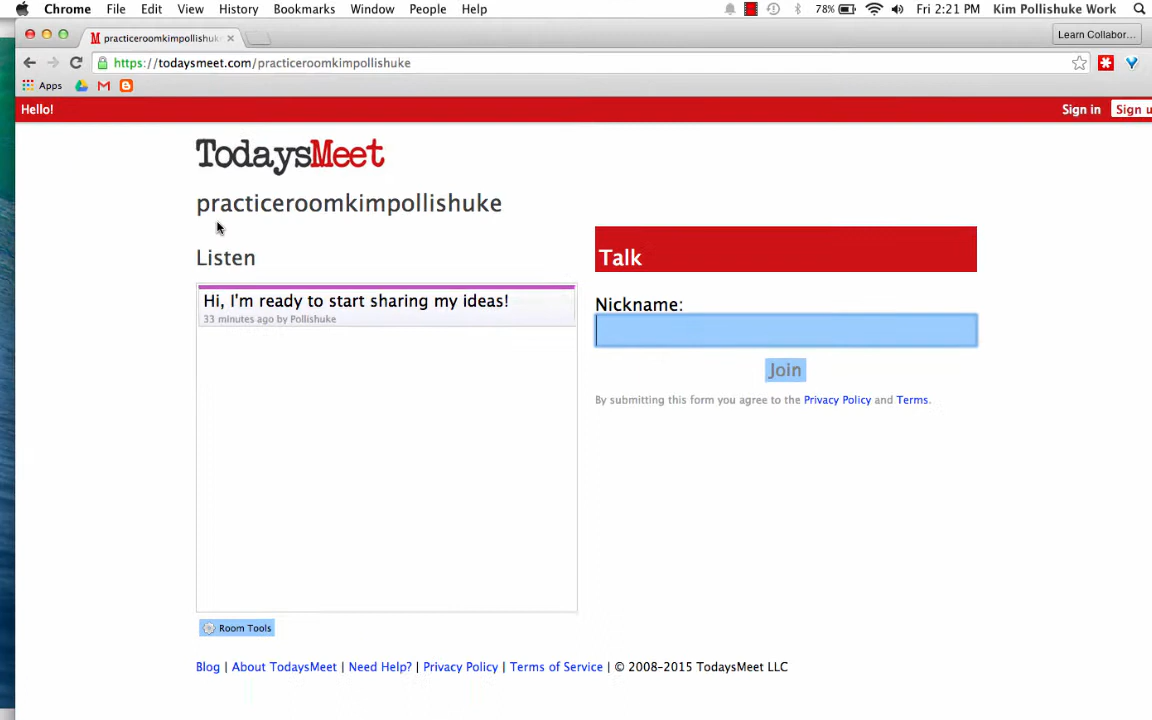 Chrome File Edit View History Bookmarks Window People Help 78% Fri 2:21 PM Kim Pollishuke Work
practiceroomkimpollishuke Learn Collabor...
https://todaysmeet.com/practiceroomkimpollishuke
Apps
Hello! Sign in Sign u
TodaysMeet
practiceroomkimpollishuke
Listen
Talk
Hi, I'm ready to start sharing my ideas!
33 minutes ago by Pollishuke
Nickname:
Join
By submitting this form you agree to the Privacy Policy and Terms.
Room Tools
Blog | About TodaysMeet | Need Help? | Privacy Policy | Terms of Service | © 2008-2015 TodaysMeet LLC